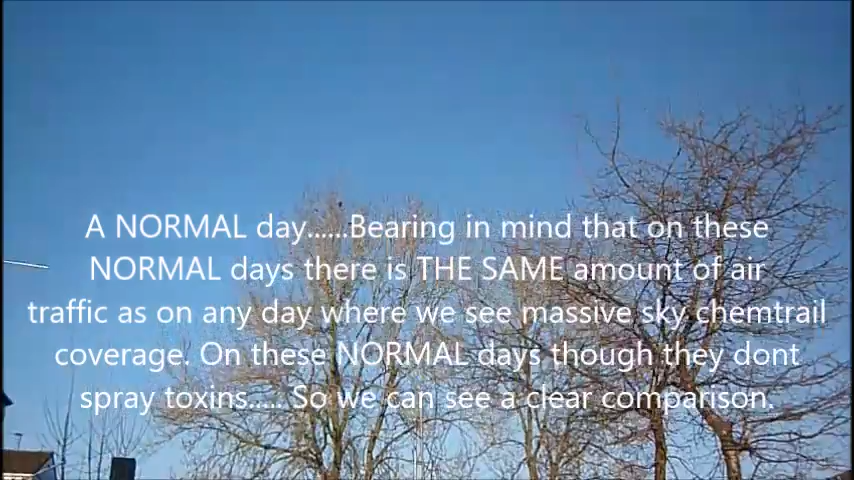 A NORMAL day......Bearing in mind that on these
NORMAL days there is THE SAME amount of air
traffic as on any day where we see massive sky chemtrail
coverage. On these NORMAL days though they dont
spray toxins..... So we can see a clear comparison.